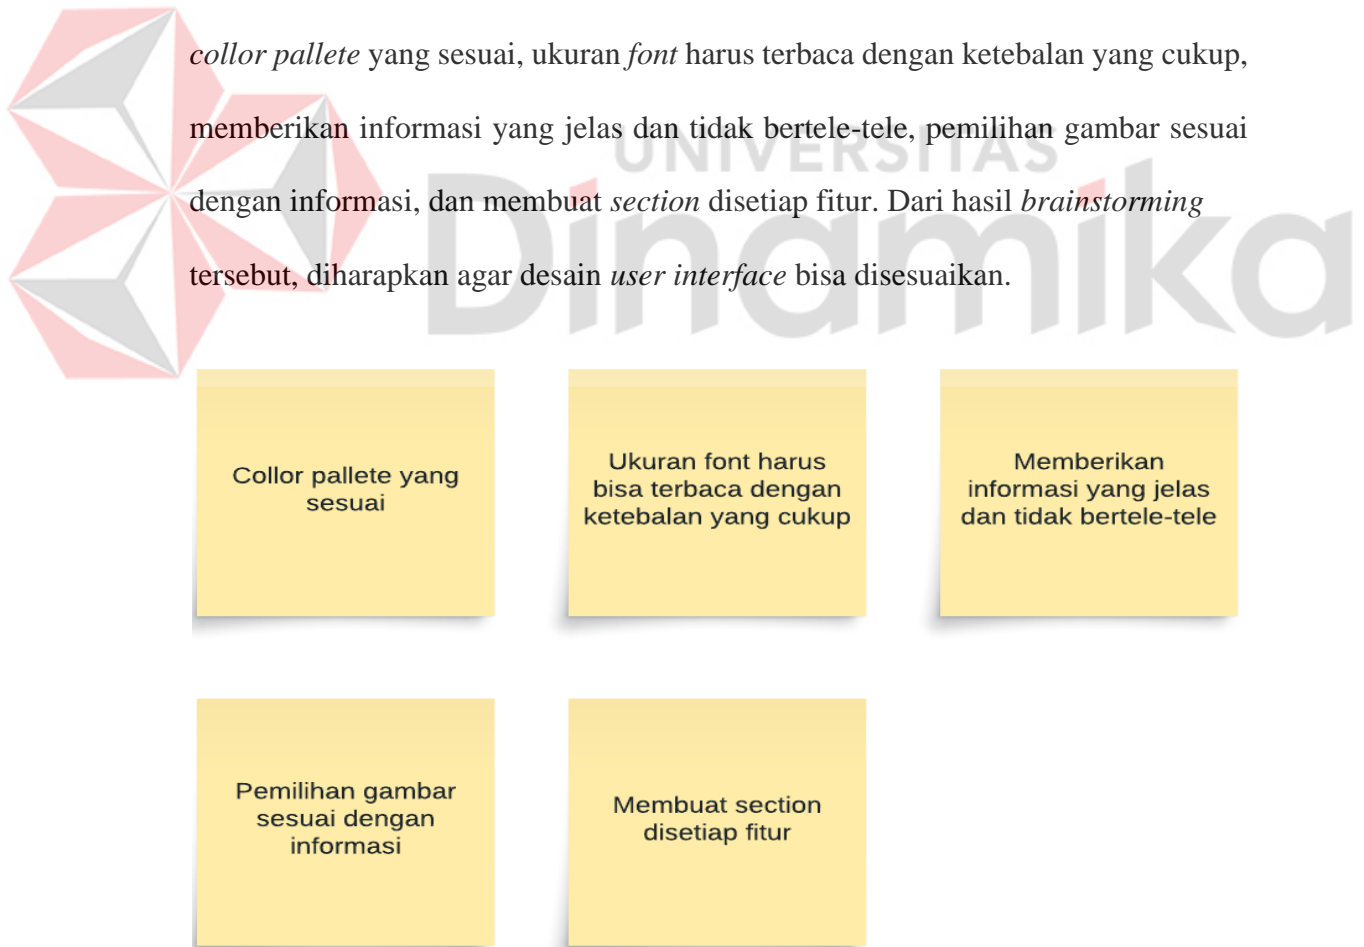 collor pallete yang sesuai, ukuran font harus terbaca dengan ketebalan yang cukup,
memberikan informasi yang jelas dan tidak bertele-tele, pemilihan gambar sesuai
UNIVERSITAS
dengan informasi, dan membuat section disetiap fitur. Dari hasil brainstorming
Dinamika
tersebut, diharapkan agar desain user interface bisa disesuaikan.
Collor pallete yang
sesuai
Ukuran font harus
bisa terbaca dengan
ketebalan yang cukup
Memberikan
informasi yang jelas
dan tidak bertele-tele
Pemilihan gambar
sesuai dengan
informasi
Membuat section
disetiap fitur